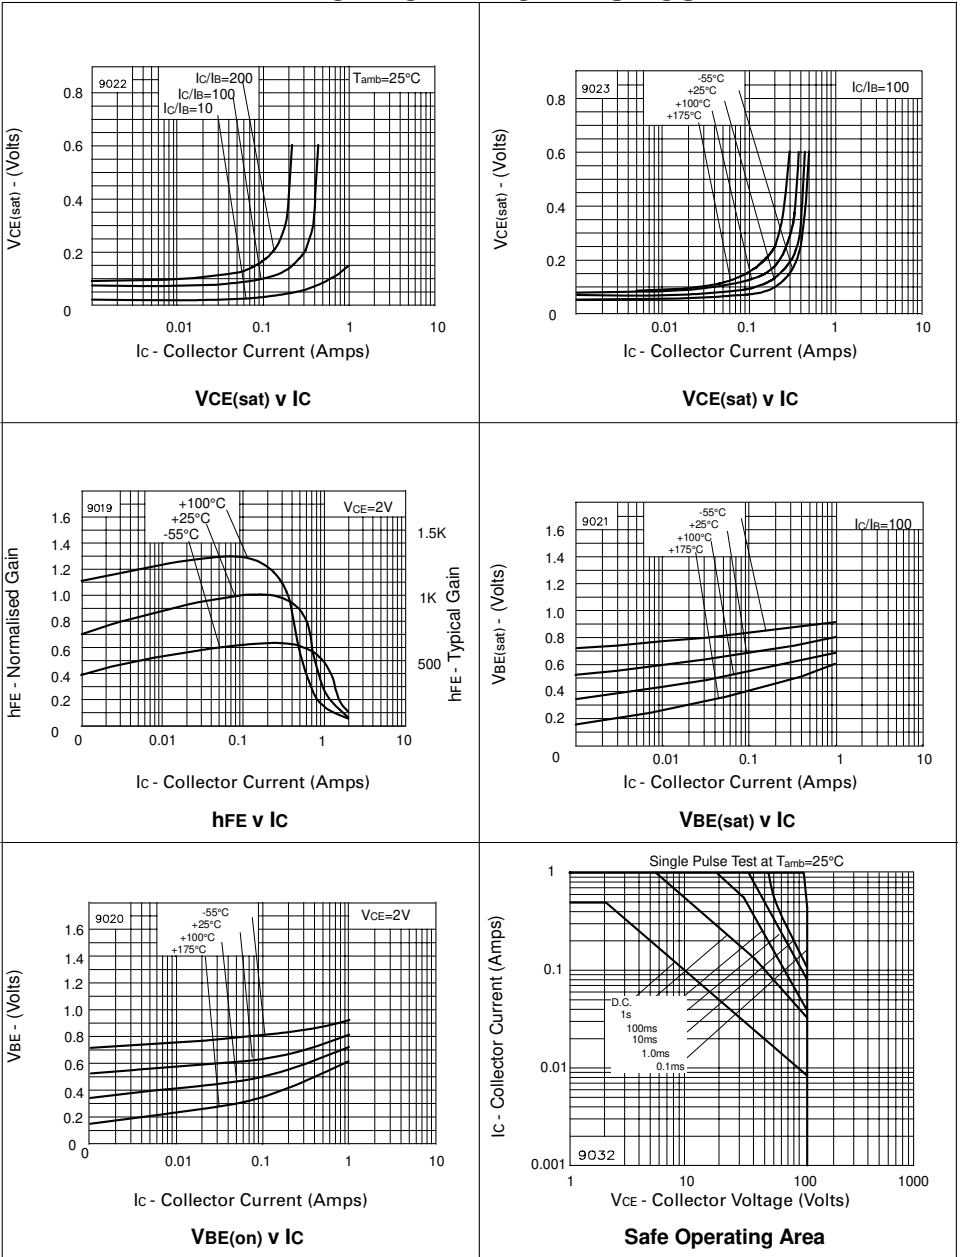 9022
IC/IB=200
IC/IB=100
IC/IB=10
Tamb=25°C
0.8
0.6
0.4
0.2
0
0.01
0.1
1
10
VCE(sat) - (Volts)
IC - Collector Current (Amps)
VCE(sat) v IC
9023
-55°C
+25°C
+100°C
+175°C
IC/IB=100
0.8
0.6
0.4
0.2
0
0.01
0.1
1
10
VCE(sat) - (Volts)
IC - Collector Current (Amps)
VCE(sat) v IC
9019
+100°C
+25°C
-55°C
VCE=2V
1.6
1.4
1.2
1.0
0.8
0.6
0.4
0.2
0
1.5K
1K
500
0
0.01
0.1
1
10
hFE - Normalised Gain
hFE - Typical Gain
IC - Collector Current (Amps)
hFE v IC
9021
-55°C
+25°C
+100°C
+175°C
IC/IB=100
1.6
1.4
1.2
1.0
0.8
0.6
0.4
0.2
0
0.01
0.1
1
10
VBE(sat) - (Volts)
IC - Collector Current (Amps)
VBE(sat) v IC
9020
-55°C
+25°C
+100°C
+175°C
VCE=2V
1.6
1.4
1.2
1.0
0.8
0.6
0.4
0.2
0
0
0.01
0.1
1
10
VBE - (Volts)
IC - Collector Current (Amps)
VBE(on) v IC
Single Pulse Test at Tamb=25°C
1
0.1
0.01
0.001
D.C.
1s
100ms
10ms
1.0ms
0.1ms
9032
1
10
100
1000
IC - Collector Current (Amps)
VCE - Collector Voltage (Volts)
Safe Operating Area